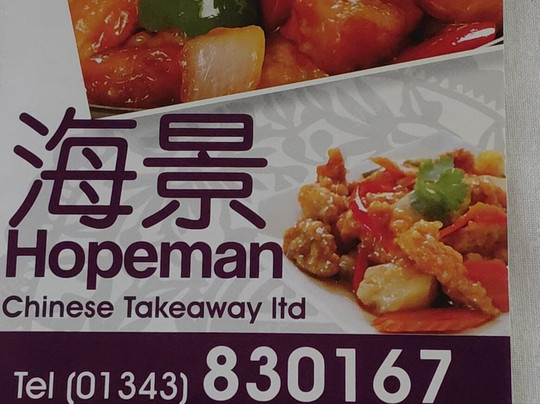 海景
Hopeman
Chinese Takeaway ltd
Tel (01343) 830167